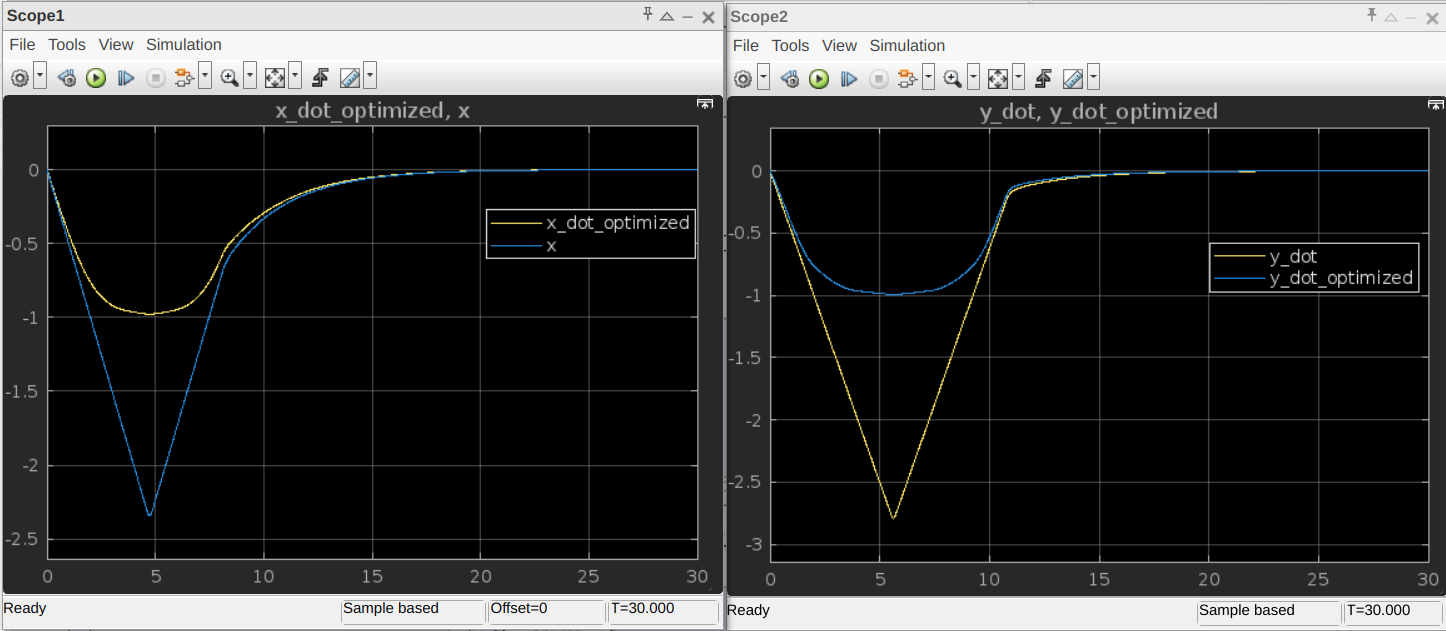 Scope1
File Tools View Simulation
x_dot_optimized, x
0
-0.5
-1
-1.5
-2
-2.5
0 5 10 15 20 25 30
x_dot_optimized
x
Ready Sample based Offset=0 T=30.000
Scope2
File Tools View Simulation
y_dot, y_dot_optimized
0
-0.5
-1
-1.5
-2
-2.5
-3
0 5 10 15 20 25 30
y_dot
y_dot_optimized
Ready Sample based T=30.000